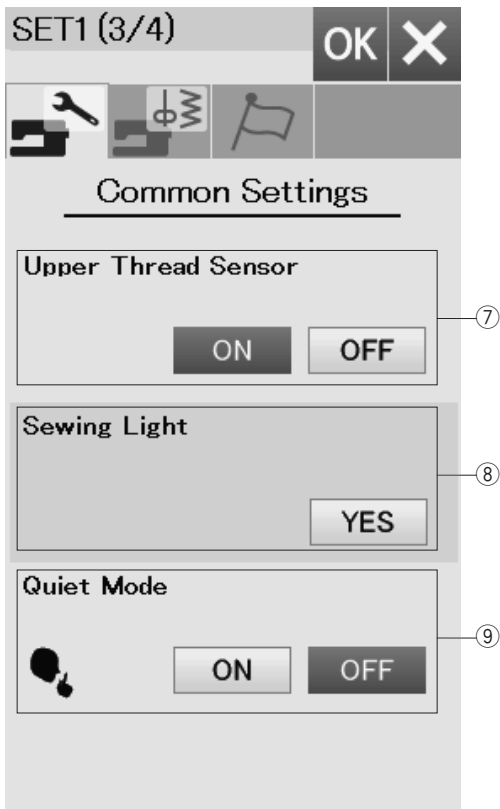 SET1 (3/4)
OK
Common Settings
Upper Thread Sensor
ON OFF
⑦
Sewing Light
YES
⑧
Quiet Mode
ON OFF
⑨